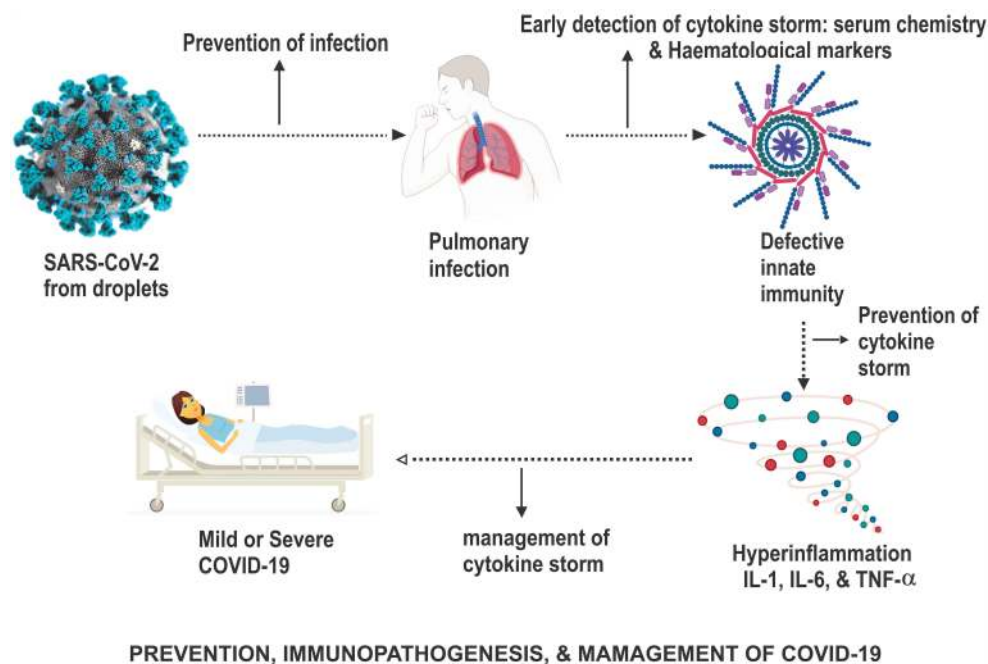 Prevention of infection
Early detection of cytokine storm: serum chemistry
& Haematological markers
SARS-CoV-2
from droplets
Pulmonary
infection
Defective
innate
immunity
Prevention of
cytokine
storm
Mild or Severe
COVID-19
management of
cytokine storm
Hyperinflammation
IL-1, IL-6, & TNF-α
PREVENTION, IMMUNOPATHOGENESIS, & MAMAGEMENT OF COVID-19